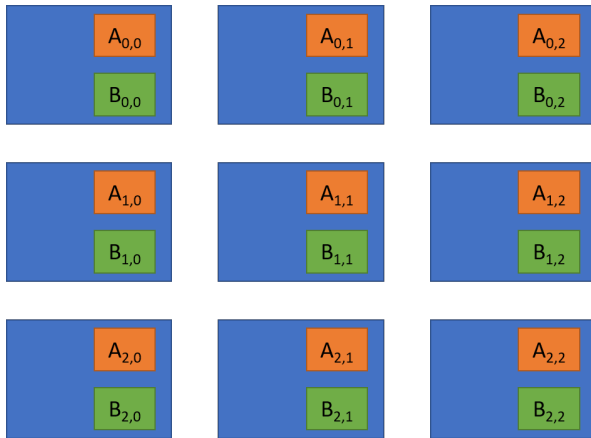 A0,0 A0,1 A0,2
B0,0 B0,1 B0,2
A1,0 A1,1 A1,2
B1,0 B1,1 B1,2
A2,0 A2,1 A2,2
B2,0 B2,1 B2,2